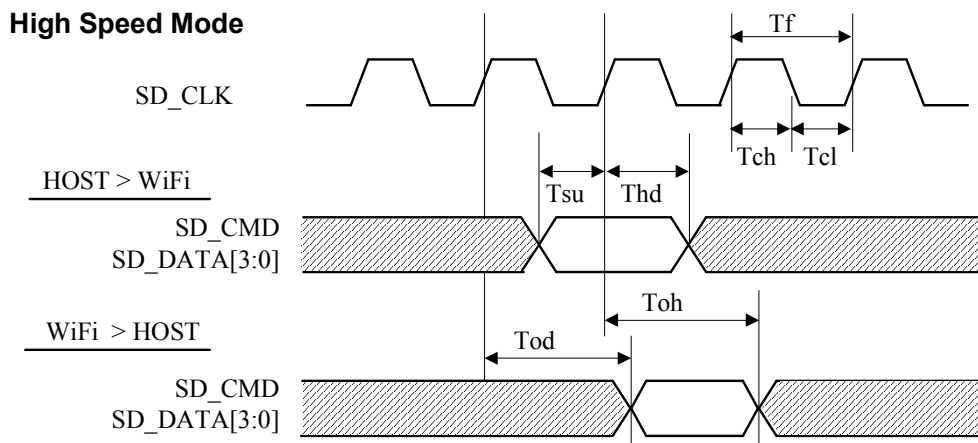 High Speed Mode
Tf
SD_CLK
Tch
Tcl
HOST > WiFi
Tsu
Thd
SD_CMD
SD_DATA[3:0]
Toh
WiFi > HOST
Tod
SD_CMD
SD_DATA[3:0]